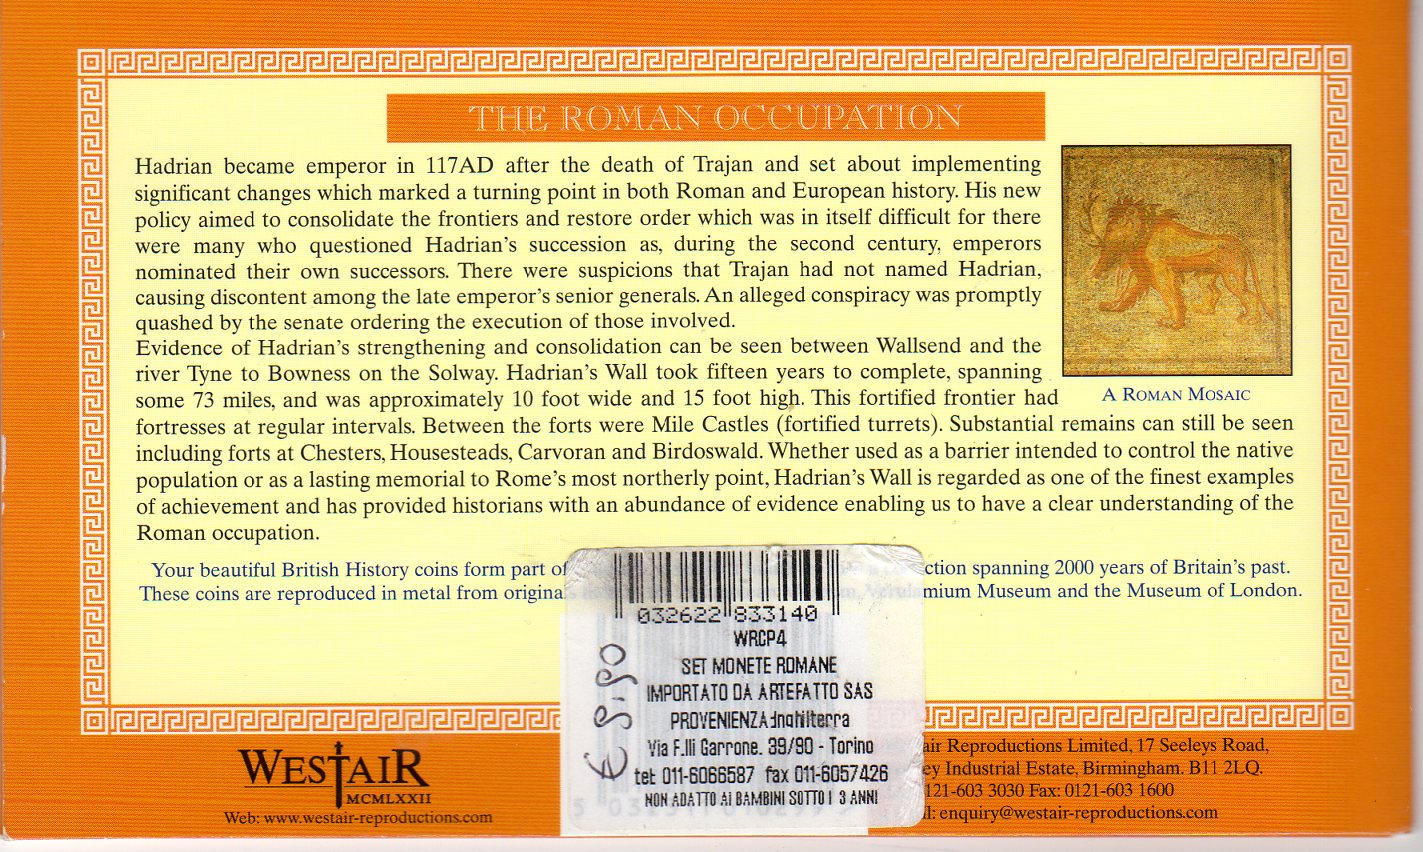 THE ROMAN OCCUPATION
Hadrian became emperor in 117AD after the death of Trajan and set about implementing
significant changes which marked a turning point in both Roman and European history. His new
policy aimed to consolidate the frontiers and restore order which was in itself difficult for there
were many who questioned Hadrian's succession as, during the second century, emperors
nominated their own successors. There were suspicions that Trajan had not named Hadrian,
causing discontent among the late emperor's senior generals. An alleged conspiracy was promptly
quashed by the senate ordering the execution of those involved.
Evidence of Hadrian's strengthening and consolidation can be seen between Wallsend and the
river Tyne to Bowness on the Solway. Hadrian's Wall took fifteen years to complete, spanning
some 73 miles, and was approximately 10 foot wide and 15 foot high. This fortified frontier had
fortresses at regular intervals. Between the forts were Mile Castles (fortified turrets). Substantial remains can still be seen
including forts at Chesters, Housesteads, Carvoran and Birdoswald. Whether used as a barrier intended to control the native
population or as a lasting memorial to Rome's most northerly point, Hadrian's Wall is regarded as one of the finest examples
of achievement and has provided historians with an abundance of evidence enabling us to have a clear understanding of the
Roman occupation.
A ROMAN MOSAIC
Your beautiful British History coins form part of ction spanning 2000 years of Britain's past.
These coins are reproduced in metal from original mium Museum and the Museum of London.
032622 833140
WRCP4
SET MONETE ROMANE
IMPORTATO DA ARTEFATTO SAS
PROVENIENZA:Inghilterra
Via F.lli Garrone. 39/90 - Torino
tel: 011-6066587 fax 011-6057426
NON ADATTO Ai BAMBINI SOTTO I 3 ANNI
€ 5,80
WESTAIR
MCMLXXII
Web: www.westair-reproductions.com
air Reproductions Limited, 17 Seeleys Road,
ey Industrial Estate, Birmingham. B11 2LQ.
121-603 3030 Fax: 0121-603 1600
l: enquiry@westair-reproductions.com